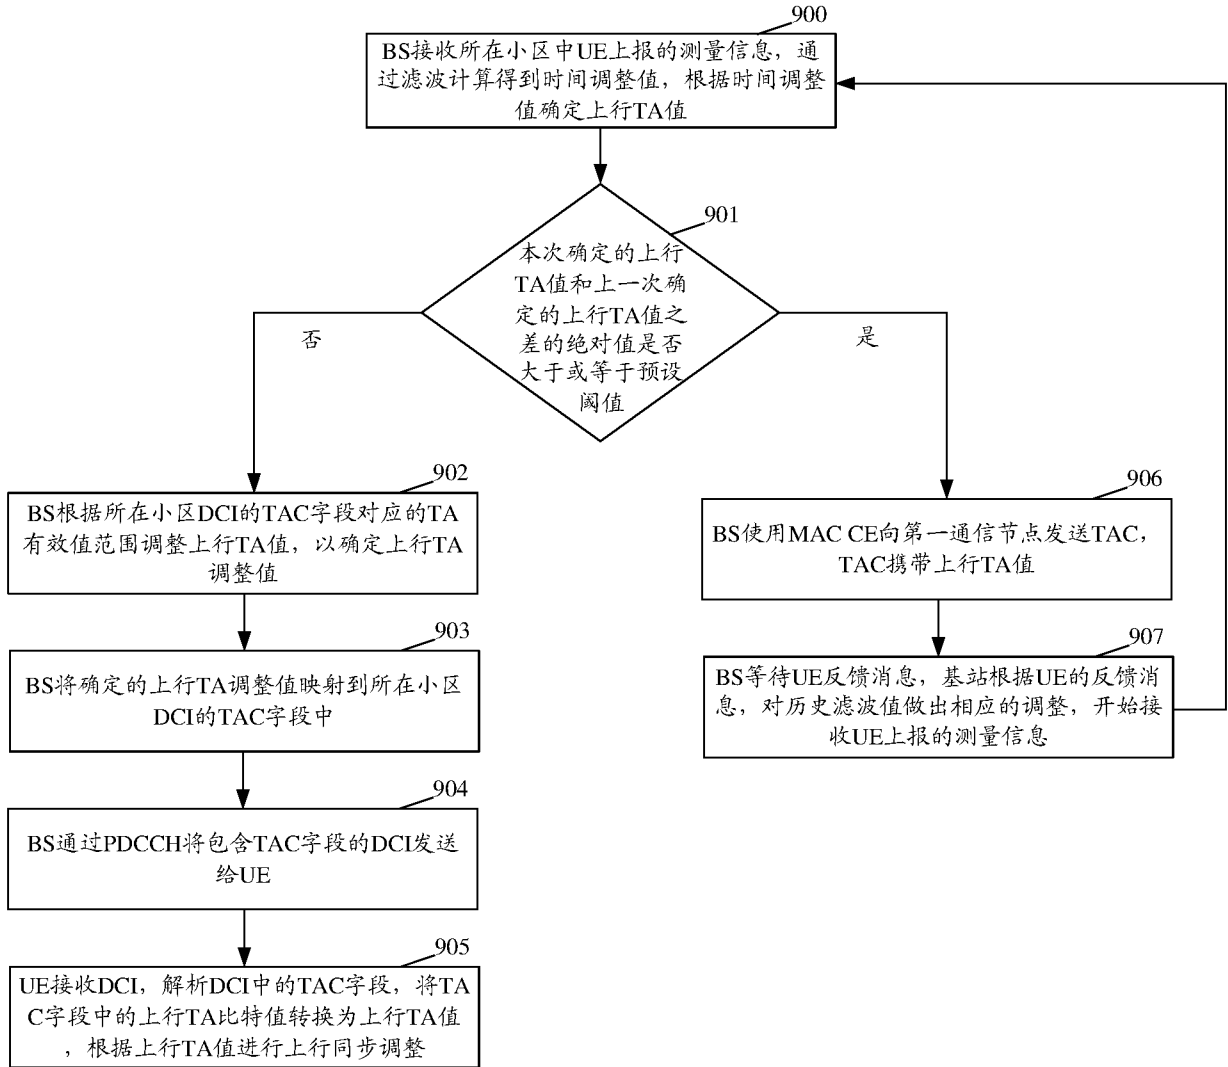 900
BS接收所在小区中UE上报的测量信息，通
过滤波计算得到时间调整值，根据时间调整
值确定上行TA值
901
本次确定的上行
TA值和上一次确
定的上行TA值之
差的绝对值是否
大于或等于预设
阈值
否
是
902
BS根据所在小区DCI的TAC字段对应的TA
有效值范围调整上行TA值，以确定上行TA
调整值
903
BS将确定的上行TA调整值映射到所在小区
DCI的TAC字段中
904
BS通过PDCCH将包含TAC字段的DCI发送
给UE
905
UE接收DCI，解析DCI中的TAC字段，将TA
C字段中的上行TA比特值转换为上行TA值
，根据上行TA值进行上行同步调整
906
BS使用MAC CE向第一通信节点发送TAC，
TAC携带上行TA值
907
BS等待UE反馈消息，基站根据UE的反馈消
息，对历史滤波值做出相应的调整，开始接
收UE上报的测量信息